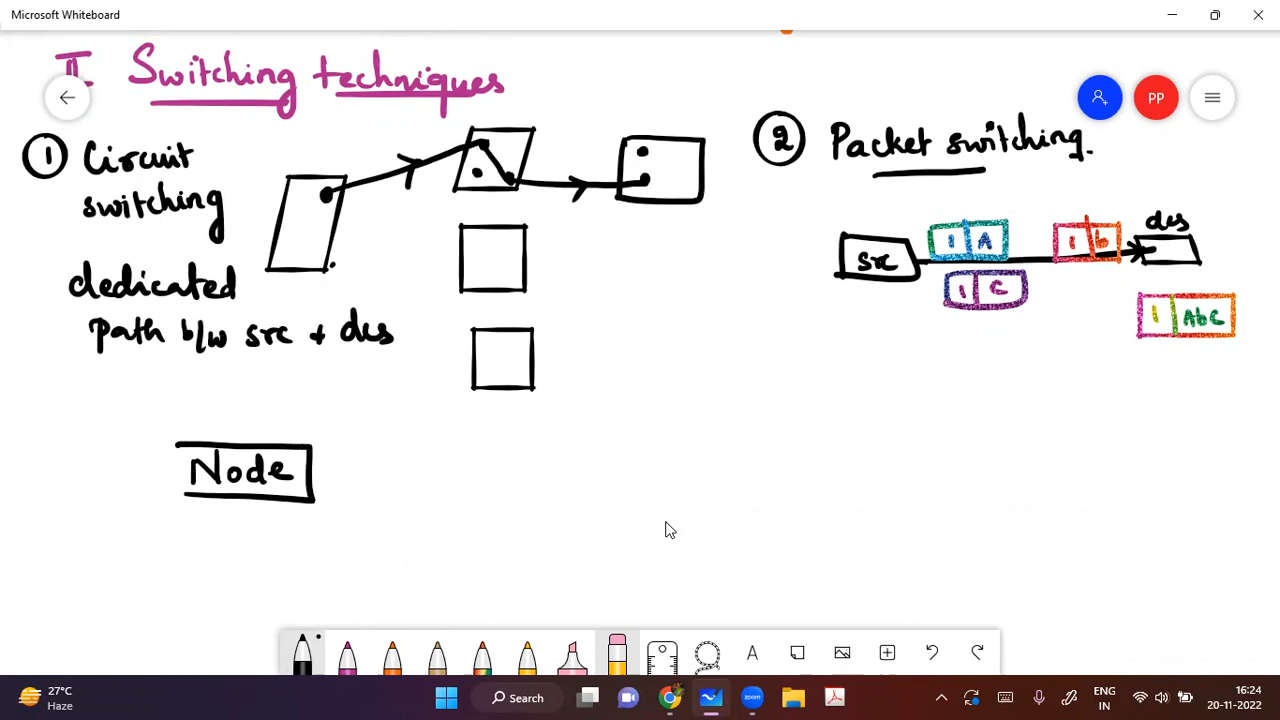 Microsoft Whiteboard
I Switching techniques
PP
① Circuit
switching
dedicated
path b/w src + des
Node
② Packet switching.
src
1 A
1 b
des
1 C
1 AbC
A
27°C
Haze
Search
zoom
ENG
IN
16:24
20-11-2022